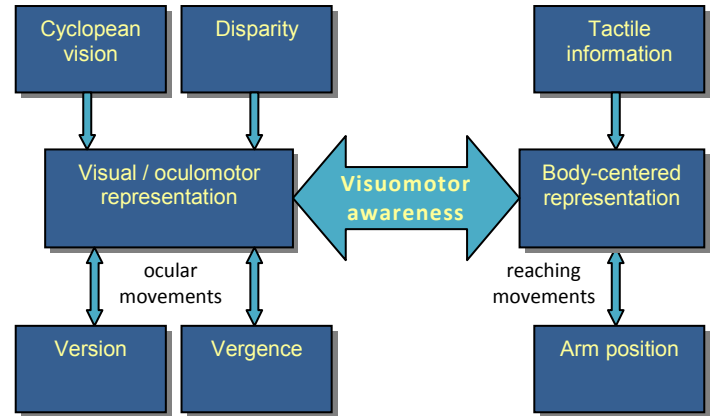 Cyclopean
vision
Disparity
Tactile
information
Visual / oculomotor
representation
Visuomotor
awareness
Body-centered
representation
ocular
movements
reaching
movements
Version
Vergence
Arm position